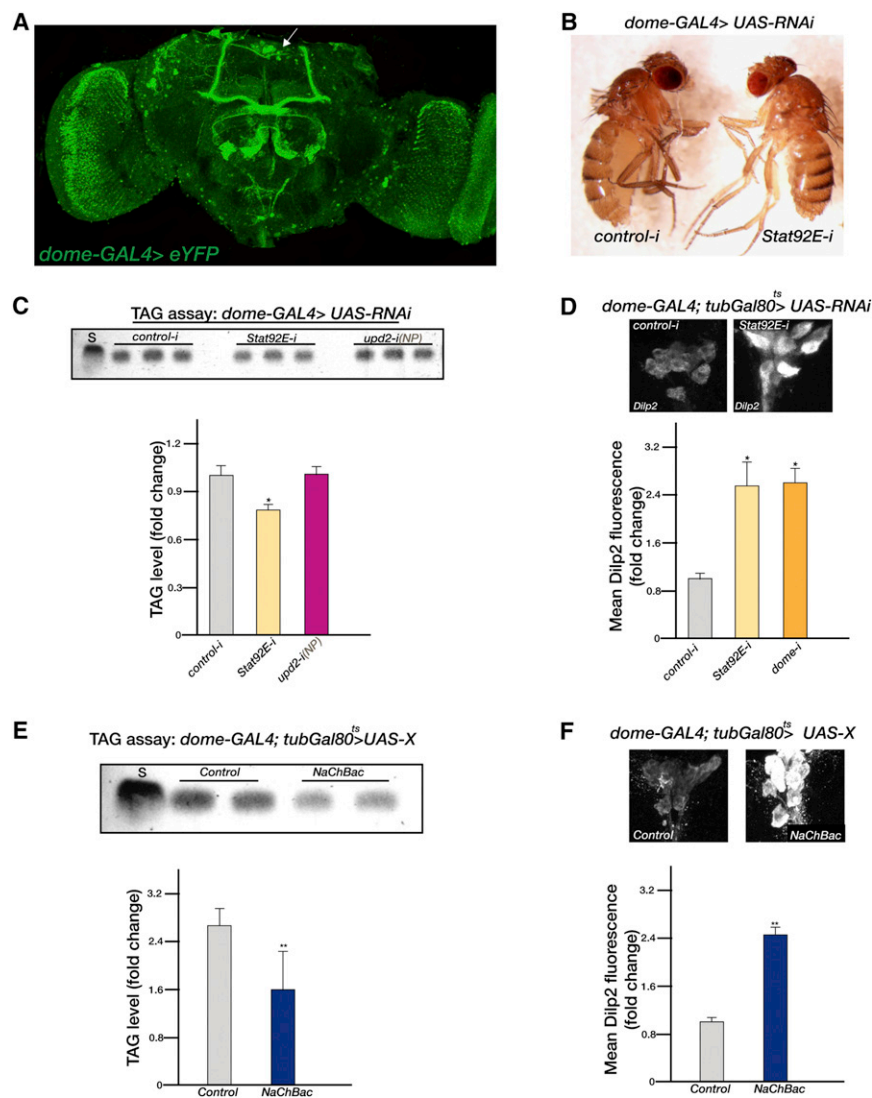 A
dome-GAL4> eYFP
B
dome-GAL4> UAS-RNAi
control-i
Stat92E-i
C
TAG assay: dome-GAL4> UAS-RNAi
S
control-i
Stat92E-i
upd2-i(NP)
TAG level (fold change)
1.2
0.9
0.6
0.3
0
*
control-i
Stat92E-i
upd2-i(NP)
D
dome-GAL4; tubGal80ts> UAS-RNAi
control-i
Dilp2
Stat92E-i
Dilp2
Mean Dilp2 fluorescence
(fold change)
3.2
2.4
1.6
0.8
0
*
*
control-i
Stat92E-i
dome-i
E
TAG assay: dome-GAL4; tubGal80ts>UAS-X
S
Control
NaChBac
TAG level (fold change)
3.2
2.4
1.6
0.8
0
**
Control
NaChBac
F
dome-GAL4; tubGal80ts> UAS-X
Control
NaChBac
Mean Dilp2 fluorescence
(fold change)
3.2
2.4
1.6
0.8
0
**
Control
NaChBac